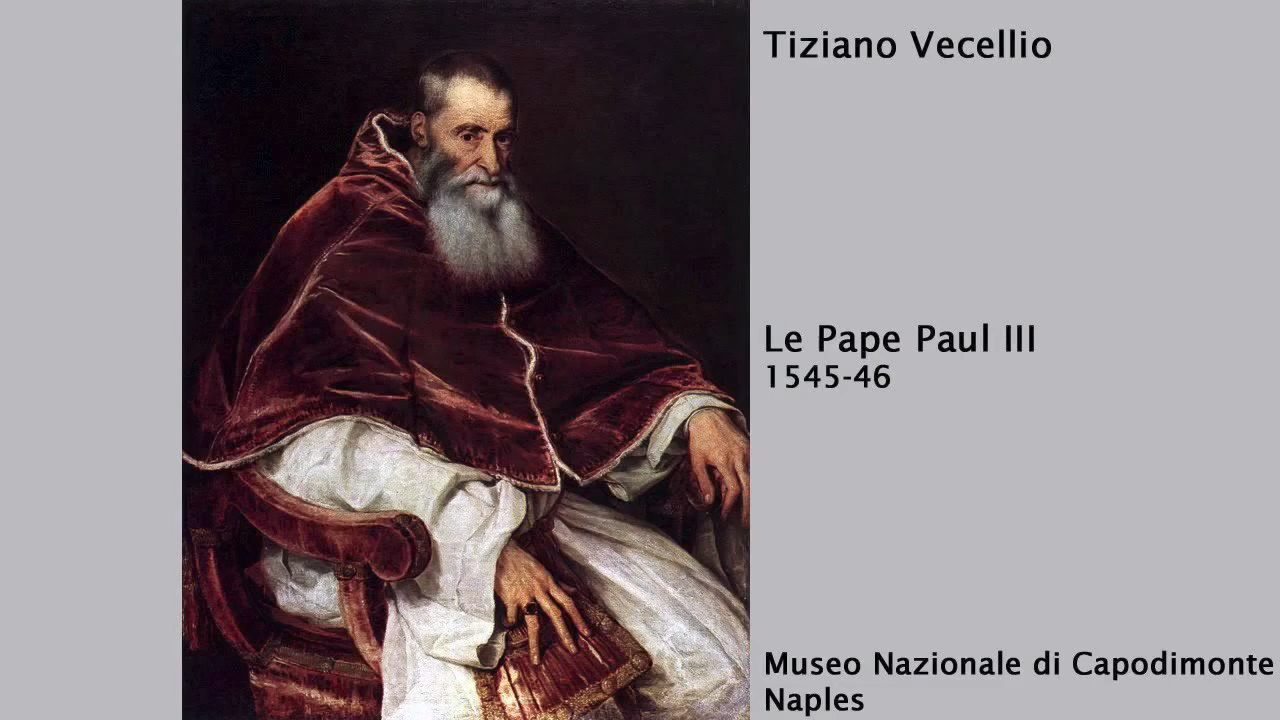 Tiziano Vecellio
Le Pape Paul III
1545-46
Museo Nazionale di Capodimonte
Naples